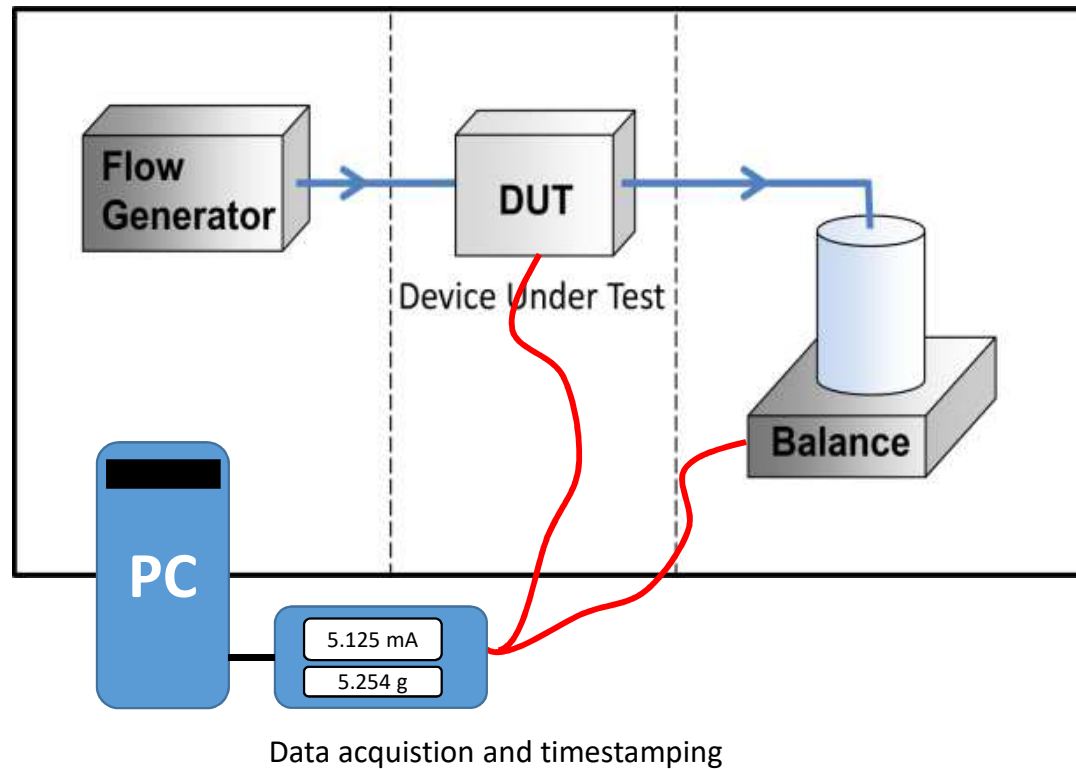 Flow
Generator
DUT
Device Under Test
Balance
PC
5.125 mA
5.254 g
Data acquistion and timestamping